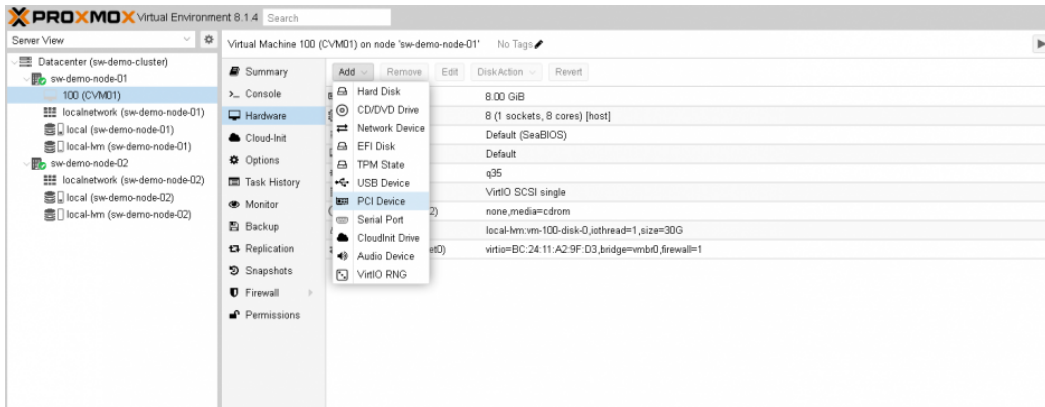 PROXMOX Virtual Environment 8.1.4 Search
Server View
Datacenter (sw-demo-cluster)
sw-demo-node-01
100 (CVM01)
localnetwork (sw-demo-node-01)
local (sw-demo-node-01)
local-lvm (sw-demo-node-01)
sw-demo-node-02
localnetwork (sw-demo-node-02)
local (sw-demo-node-02)
local-lvm (sw-demo-node-02)
Virtual Machine 100 (CVM01) on node 'sw-demo-node-01' No Tags
Summary
Console
Hardware
Cloud-Init
Options
Task History
Monitor
Backup
Replication
Snapshots
Firewall
Permissions
Add Remove Edit Disk Action Revert
Hard Disk
CD/DVD Drive
Network Device
EFI Disk
TPM State
USB Device
PCI Device
Serial Port
CloudInit Drive
Audio Device
VirtIO RNG
8.00 GiB
8 (1 sockets, 8 cores) [host]
Default (SeaBIOS)
Default
q35
VirtIO SCSI single
2) none,media=cdrom
local-lvm:vm-100-disk-0,iothread=1,size=30G
et0) virtio=BC:24:11:A2:9F:D3,bridge=vmbr0,firewall=1